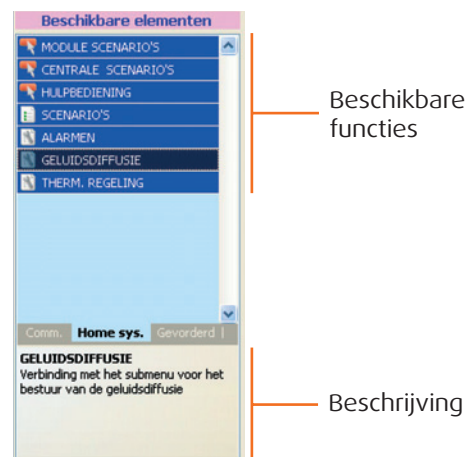 Beschikbare elementen
MODULE SCENARIO'S
CENTRALE SCENARIO'S
HULPBEDIENING
SCENARIO'S
ALARMEN
GELUIDSDIFFUSIE
THERM. REGELING
Beschikbare
functies
Comm. Home sys. Gevorderd
GELUIDSDIFFUSIE
Verbinding met het submenu voor het
bestuur van de geluidsdiffusie
Beschrijving